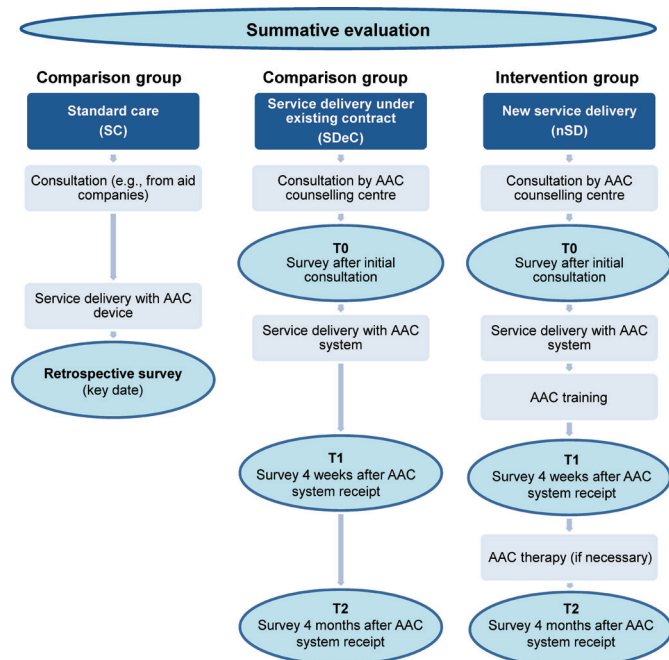 Summative evaluation
Comparison group
Standard care
(SC)
Consultation (e.g., from aid
companies)
Service delivery with AAC
device
Retrospective survey
(key date)
Comparison group
Service delivery under
existing contract
(SDeC)
Consultation by AAC
counselling centre
T0
Survey after initial
consultation
Service delivery with AAC
system
T1
Survey 4 weeks after AAC
system receipt
T2
Survey 4 months after AAC
system receipt
Intervention group
New service delivery
(nSD)
Consultation by AAC
counselling centre
T0
Survey after initial
consultation
Service delivery with AAC
system
AAC training
T1
Survey 4 weeks after AAC
system receipt
AAC therapy (if necessary)
T2
Survey 4 months after AAC
system receipt